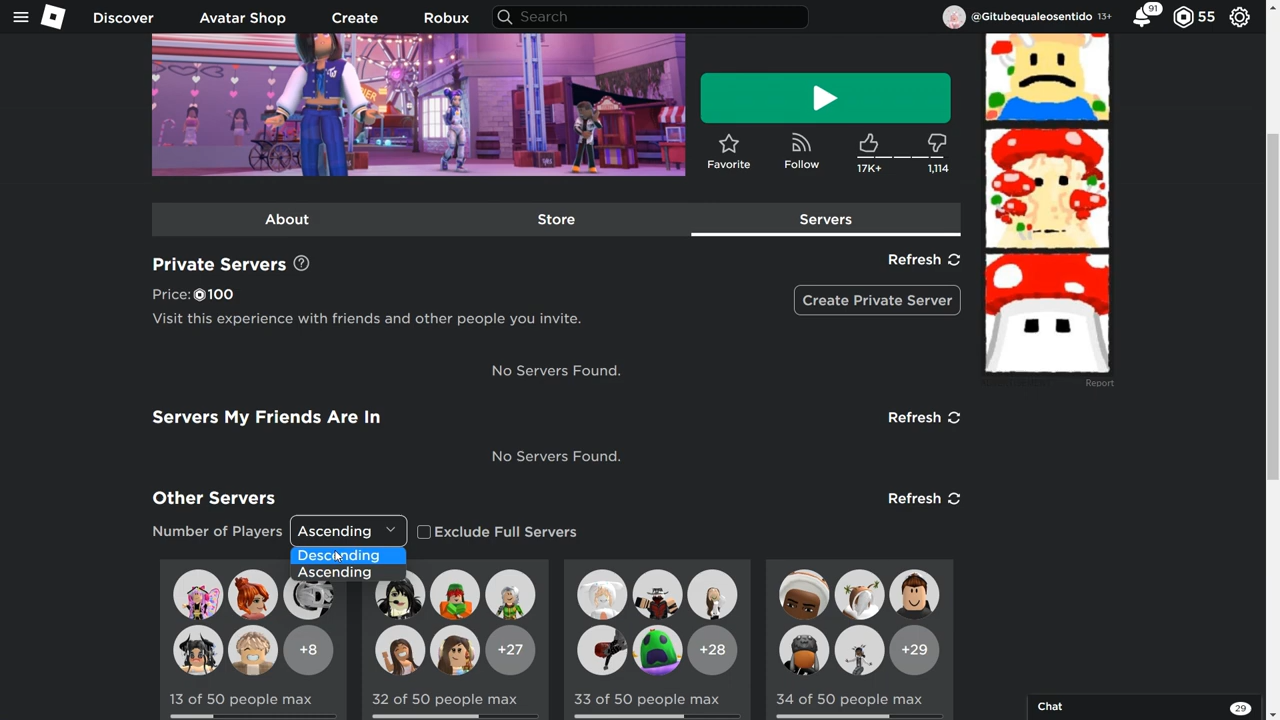 Discover Avatar Shop Create Robux Search @Gitubequaleosentido 13+ 91 55
Favorite Follow 17K+ 1,114
About Store Servers
Private Servers ? Refresh
Price: 100 Create Private Server
Visit this experience with friends and other people you invite.
No Servers Found.
Report
Servers My Friends Are In Refresh
No Servers Found.
Other Servers Refresh
Number of Players Ascending Exclude Full Servers
Descending
Ascending
+8 +27 +28 +29
13 of 50 people max 32 of 50 people max 33 of 50 people max 34 of 50 people max
Chat 29